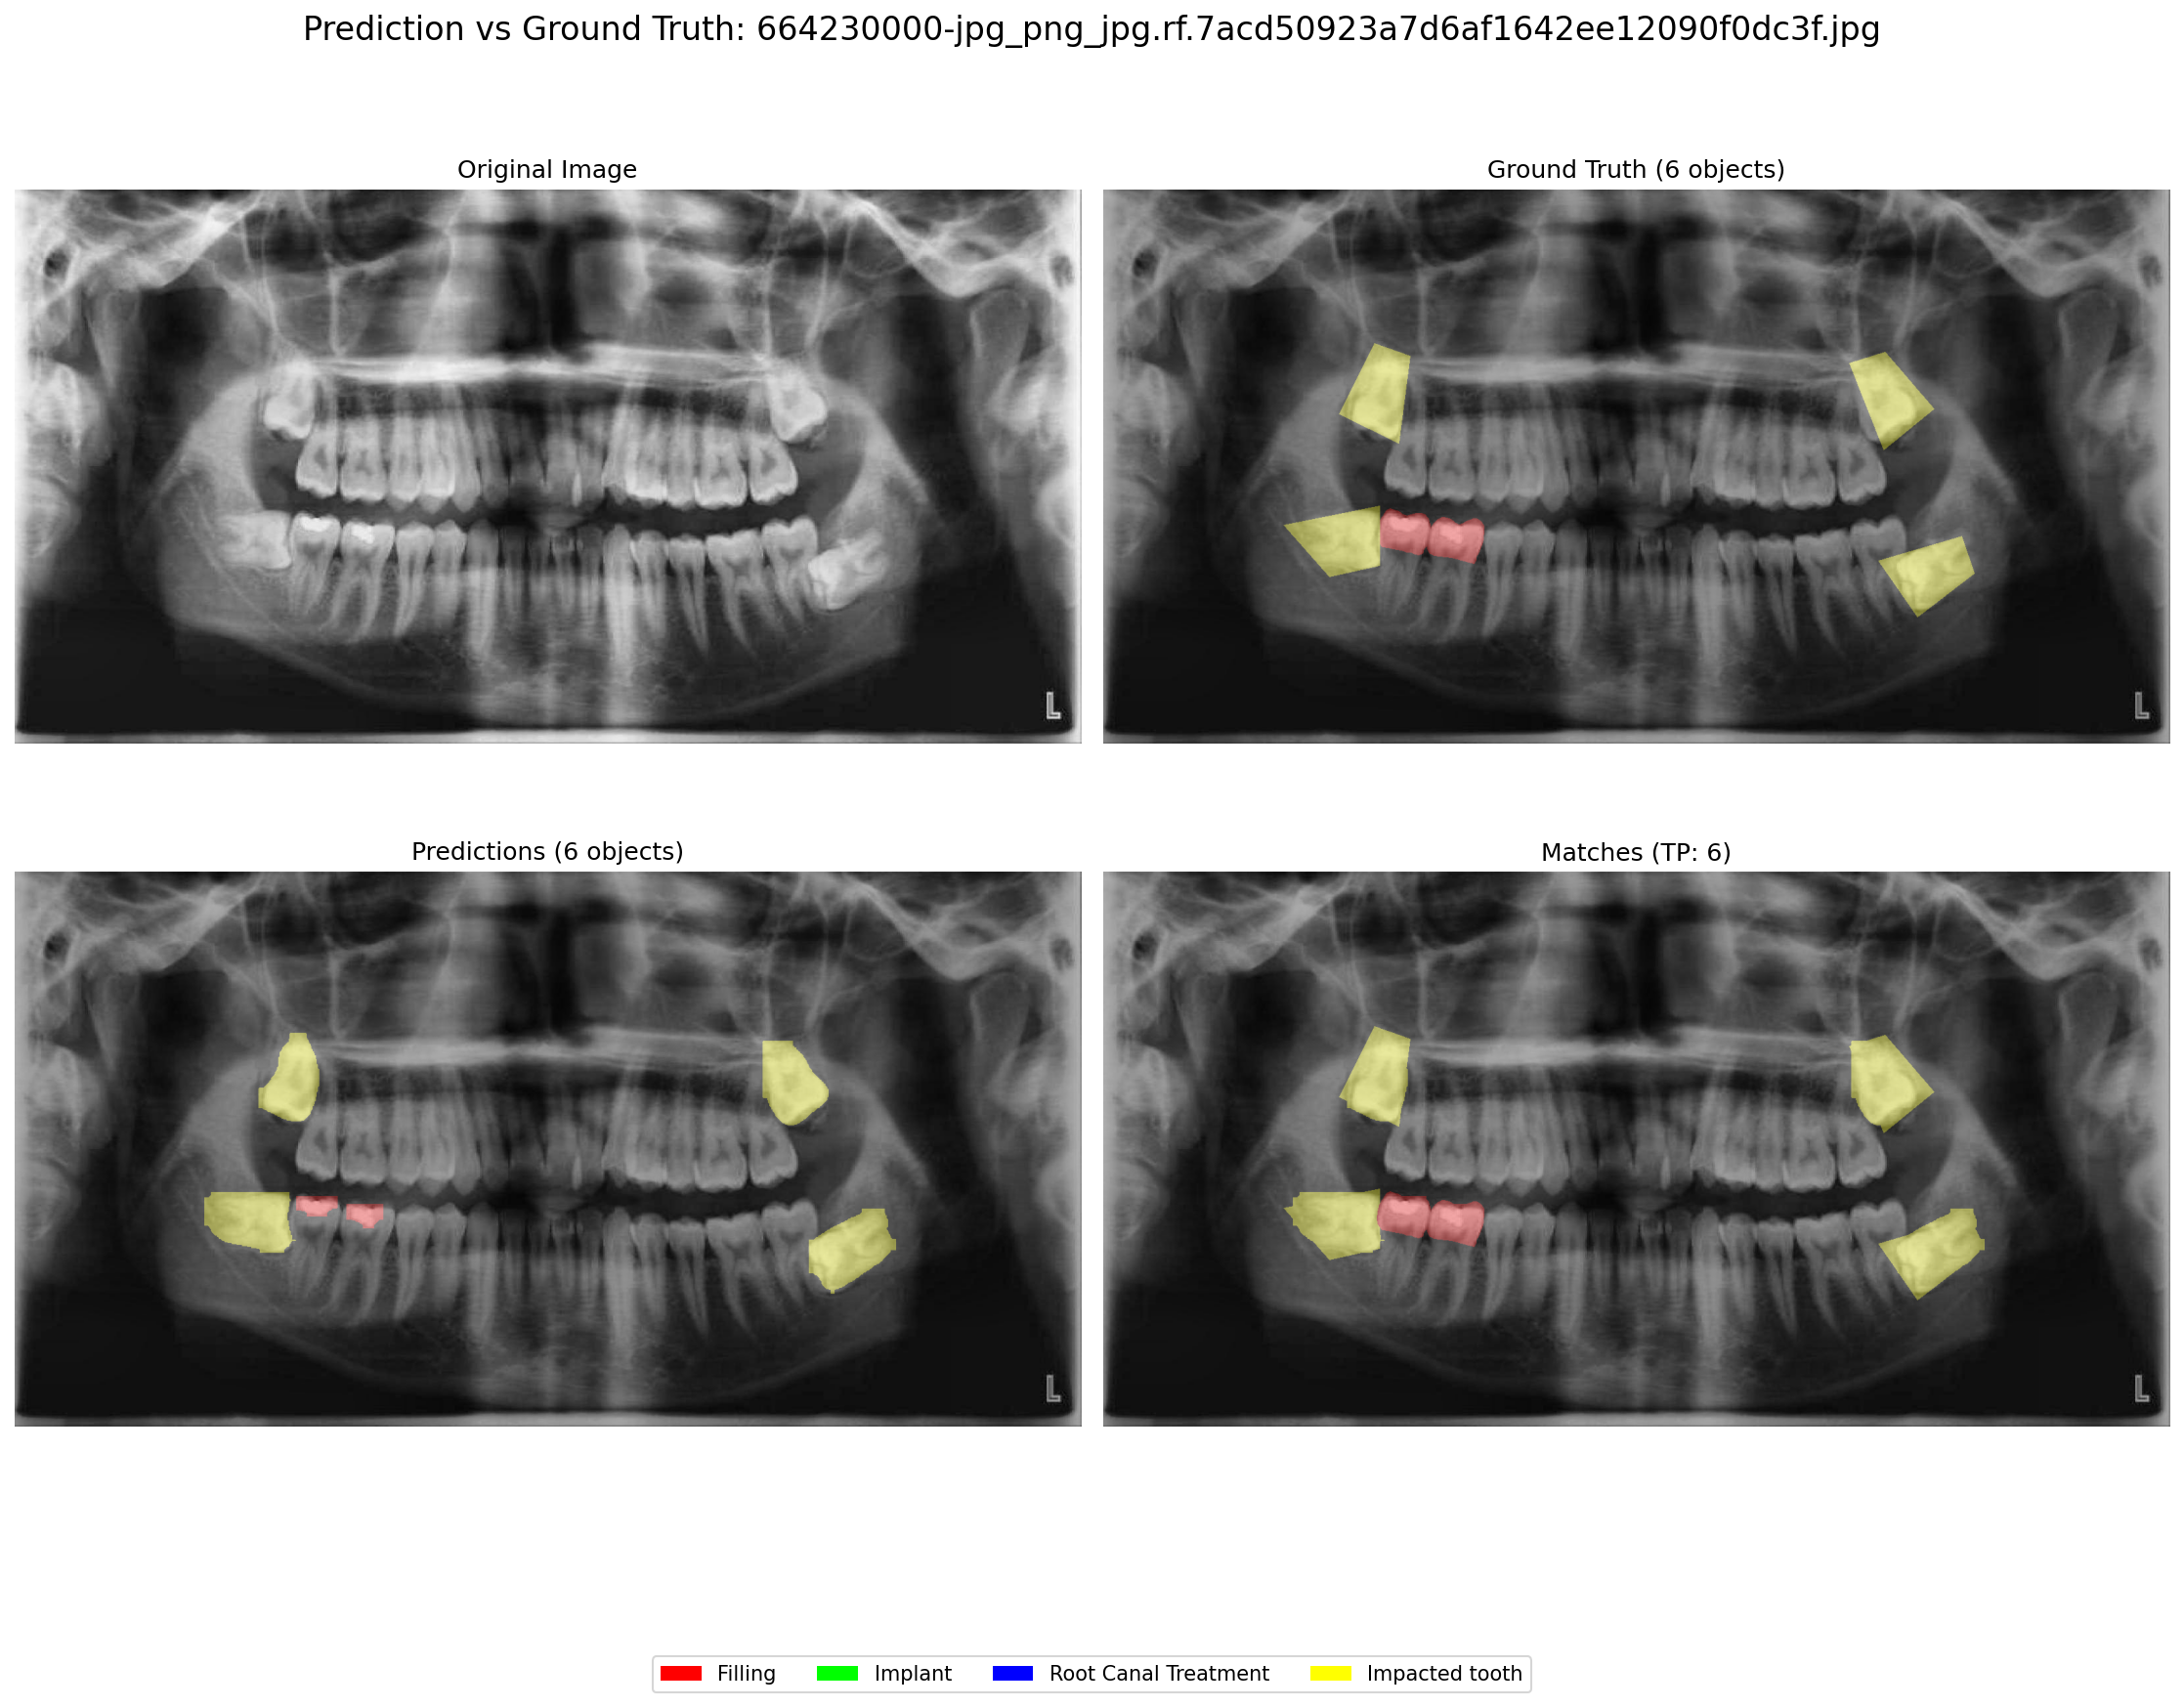 Prediction vs Ground Truth: 664230000-jpg_png_jpg.rf.7acd50923a7d6af1642ee12090f0dc3f.jpg
Original Image
Ground Truth (6 objects)
L
L
Predictions (6 objects)
Matches (TP: 6)
L
L
Filling
Implant
Root Canal Treatment
Impacted tooth